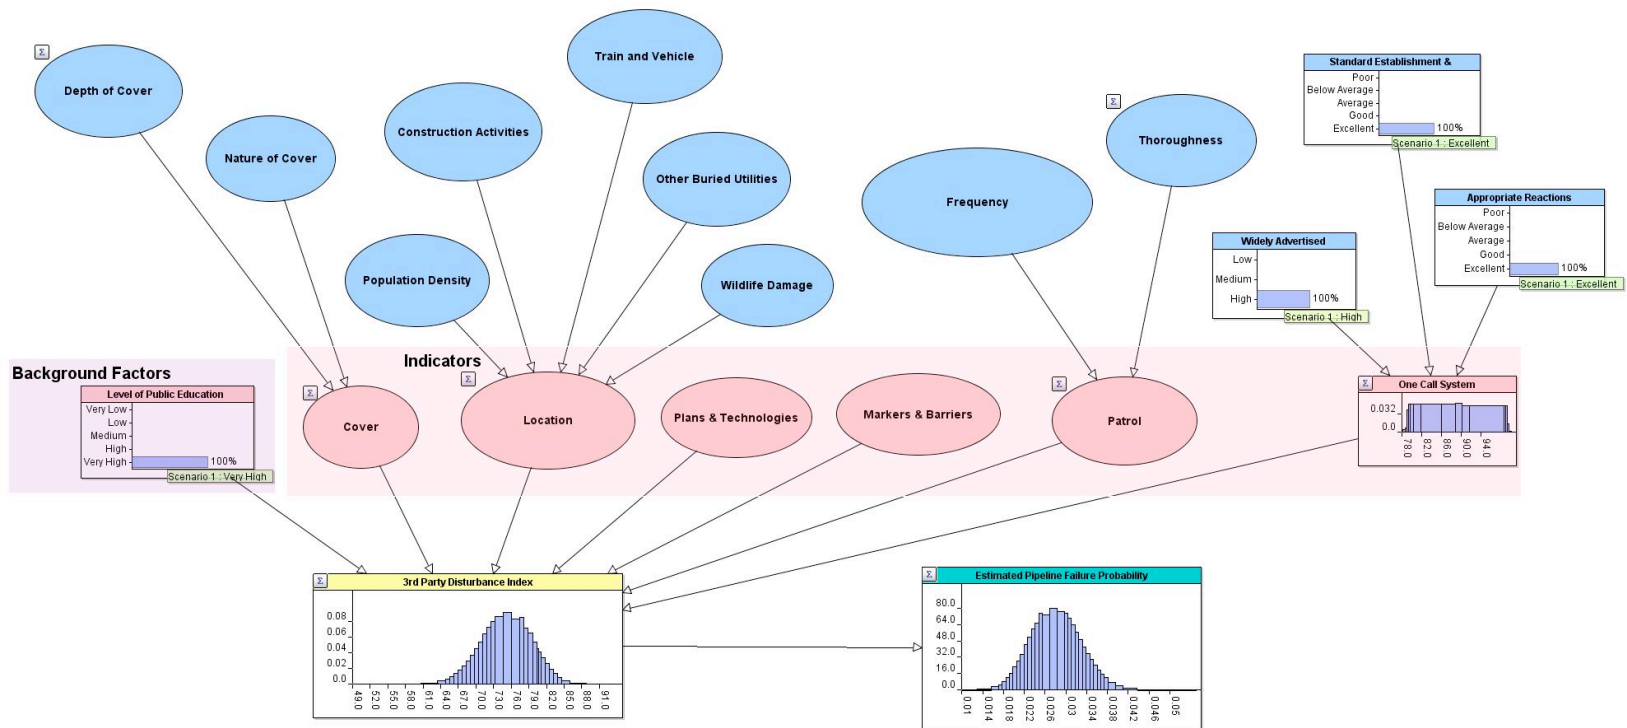 Σ
Depth of Cover
Nature of Cover
Construction Activities
Train and Vehicle
Other Buried Utilities
Population Density
Wildlife Damage
Frequency
Σ
Thoroughness
Standard Establishment &
Poor
Below Average
Average
Good
Excellent 100%
Scenario 1 : Excellent
Appropriate Reactions
Poor
Below Average
Average
Good
Excellent 100%
Scenario 1 : Excellent
Widely Advertised
Low
Medium
High 100%
Scenario 1 : High
Background Factors
Level of Public Education
Very Low
Low
Medium
High
Very High 100%
Scenario 1 : Very High
Indicators
Σ
Cover
Σ
Location
Plans & Technologies
Markers & Barriers
Σ
Patrol
Σ
One Call System
0.032
0.0
78.0 82.0 86.0 90.0 94.0
Σ
3rd Party Disturbance Index
0.08
0.06
0.04
0.02
0.0
49.0 52.0 55.0 58.0 61.0 64.0 67.0 70.0 73.0 76.0 79.0 82.0 85.0 88.0 91.0
Σ
Estimated Pipeline Failure Probability
80.0
64.0
48.0
32.0
16.0
0.0
0.01 0.014 0.018 0.022 0.026 0.03 0.034 0.038 0.042 0.046 0.05